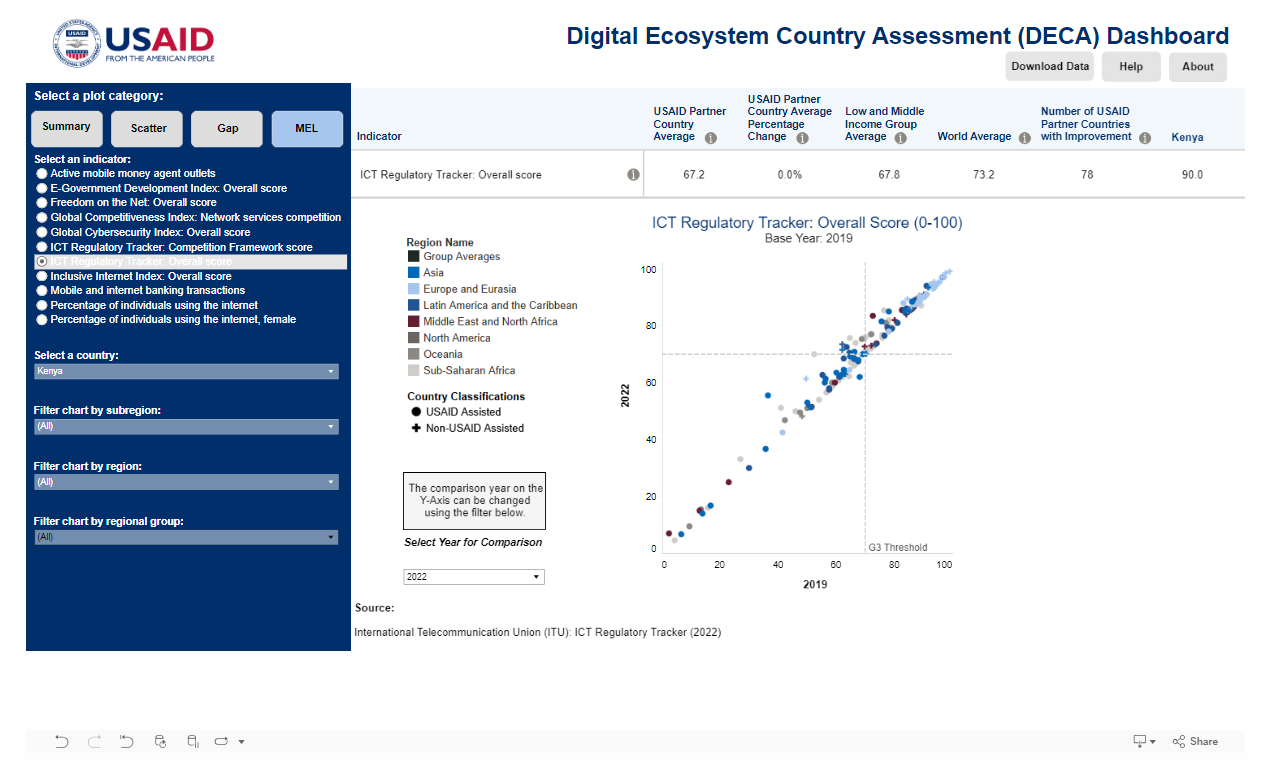 USAID
USAID
FROM THE AMERICAN PEOPLE
Digital Ecosystem Country Assessment (DECA) Dashboard
Download Data
Help
About
Select a plot category:
Summary
Scatter
Gap
MEL
Select an indicator:
Active mobile money agent outlets
E-Government Development Index: Overall score
Freedom on the Net: Overall score
Global Competitiveness Index: Network services competition
Global Cybersecurity Index: Overall score
ICT Regulatory Tracker: Competition Framework score
ICT Regulatory Tracker: Overall score
Inclusive Internet Index: Overall score
Mobile and internet banking transactions
Percentage of individuals using the internet
Percentage of individuals using the internet, female
Select a country:
Kenya
Filter chart by subregion:
(All)
Filter chart by region:
(All)
Filter chart by regional group:
(All)
Indicator
USAID Partner
Country
Average
USAID Partner
Country Average
Percentage
Change
Low and Middle
Income Group
Average
World Average
Number of USAID
Partner Countries
with Improvement
Kenya
ICT Regulatory Tracker: Overall score
67.2
0.0%
67.8
73.2
78
90.0
ICT Regulatory Tracker: Overall Score (0-100)
Base Year: 2019
Region Name
Group Averages
Asia
Europe and Eurasia
Latin America and the Caribbean
Middle East and North Africa
North America
Oceania
Sub-Saharan Africa
Country Classifications
USAID Assisted
Non-USAID Assisted
The comparison year on the
Y-Axis can be changed
using the filter below.
Select Year for Comparison
2022
2022
100
80
60
40
20
0
G3 Threshold
0
20
40
60
80
100
2019
Source:
International Telecommunication Union (ITU): ICT Regulatory Tracker (2022)
Share